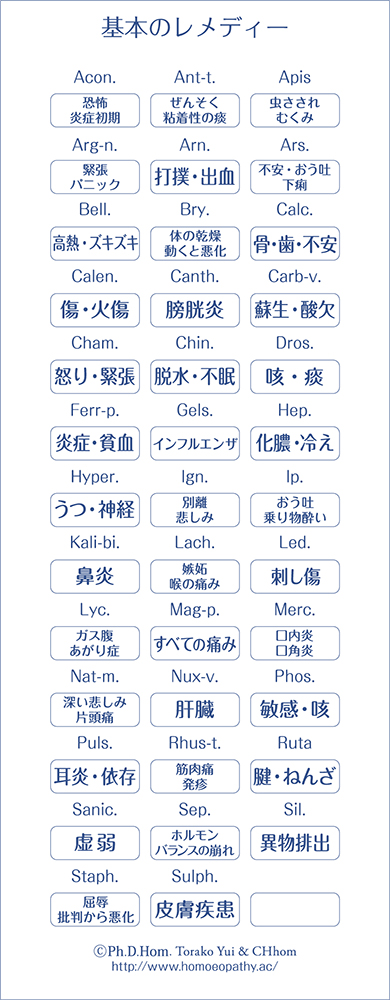 基本のレメディー
Acon. Ant-t. Apis
恐怖 ぜんそく 虫さされ
炎症初期 粘着性の痰 むくみ
Arg-n. Arn. Ars.
緊張 打撲・出血 不安・おう吐
パニック 下痢
Bell. Bry. Calc.
高熱・ズキズキ 体の乾燥 骨・歯・不安
動くと悪化
Calen. Canth. Carb-v.
傷・火傷 膀胱炎 蘇生・酸欠
Cham. Chin. Dros.
怒り・緊張 脱水・不眠 咳・痰
Ferr-p. Gels. Hep.
炎症・貧血 インフルエンザ 化膿・冷え
Hyper. Ign. Ip.
うつ・神経 別離 おう吐
悲しみ 乗り物酔い
Kali-bi. Lach. Led.
鼻炎 嫉妬 刺し傷
喉の痛み
Lyc. Mag-p. Merc.
ガス腹 すべての痛み 口内炎
あがり症 口角炎
Nat-m. Nux-v. Phos.
深い悲しみ 肝臓 敏感・咳
片頭痛
Puls. Rhus-t. Ruta
耳炎・依存 筋肉痛 腱・ねんざ
発疹
Sanic. Sep. Sil.
虚弱 ホルモン 異物排出
バランスの崩れ
Staph. Sulph.
屈辱 皮膚疾患
批判から悪化
©Ph.D.Hom. Torako Yui & CHhom
http://www.homoeopathy.ac/